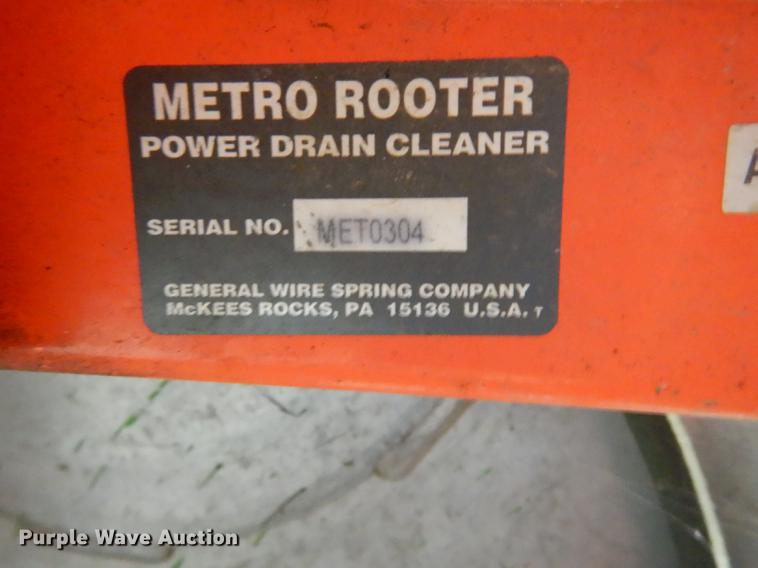 METRO ROOTER
POWER DRAIN CLEANER
SERIAL NO. MET0304
GENERAL WIRE SPRING COMPANY
McKEES ROCKS, PA 15136 U.S.A. T
A
Purple Wave Auction